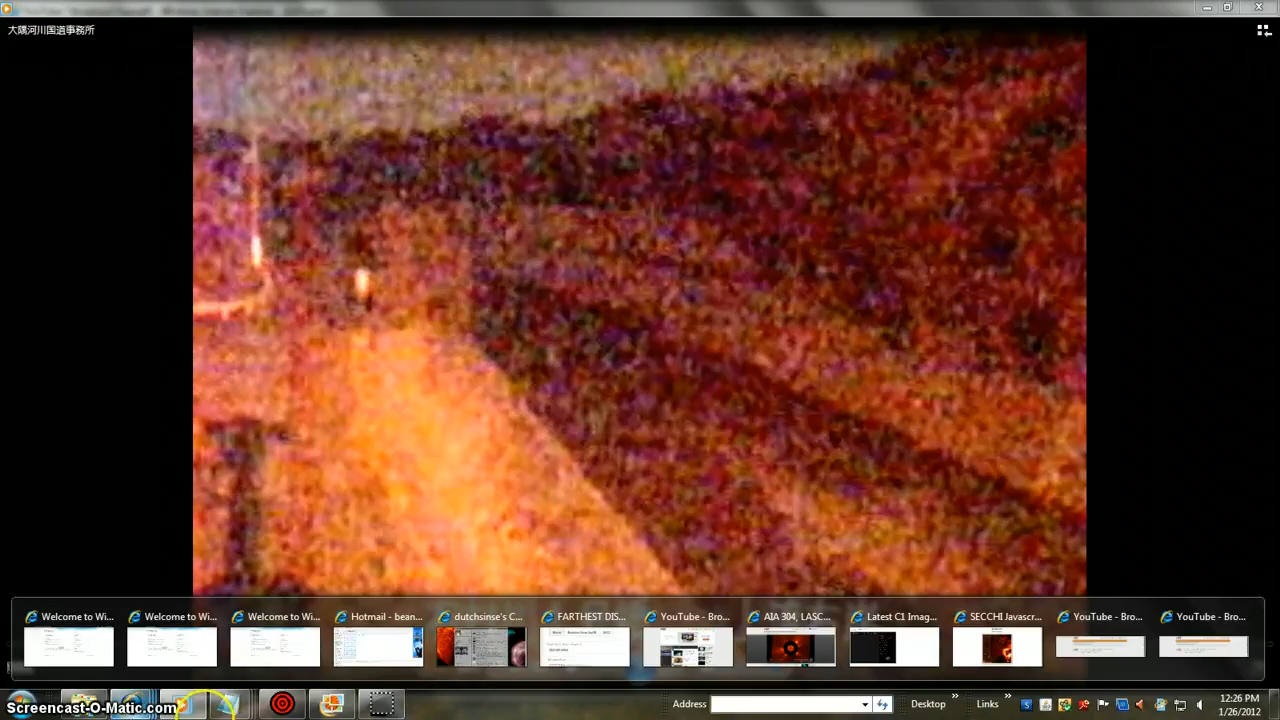 大隅河川国道事務所
Welcome to Wi...
Welcome to Wi...
Welcome to Wi...
Hotmail - bean...
dutchsinse's C...
FARTHEST DIS...
YouTube - Bro...
AIA 304, LASC...
Latest C1 Imag...
SECCHI Javascr...
YouTube - Bro...
YouTube - Bro...
Screencast-O-Matic.com
Address
Desktop
»
Links
»
12:26 PM
1/26/2012